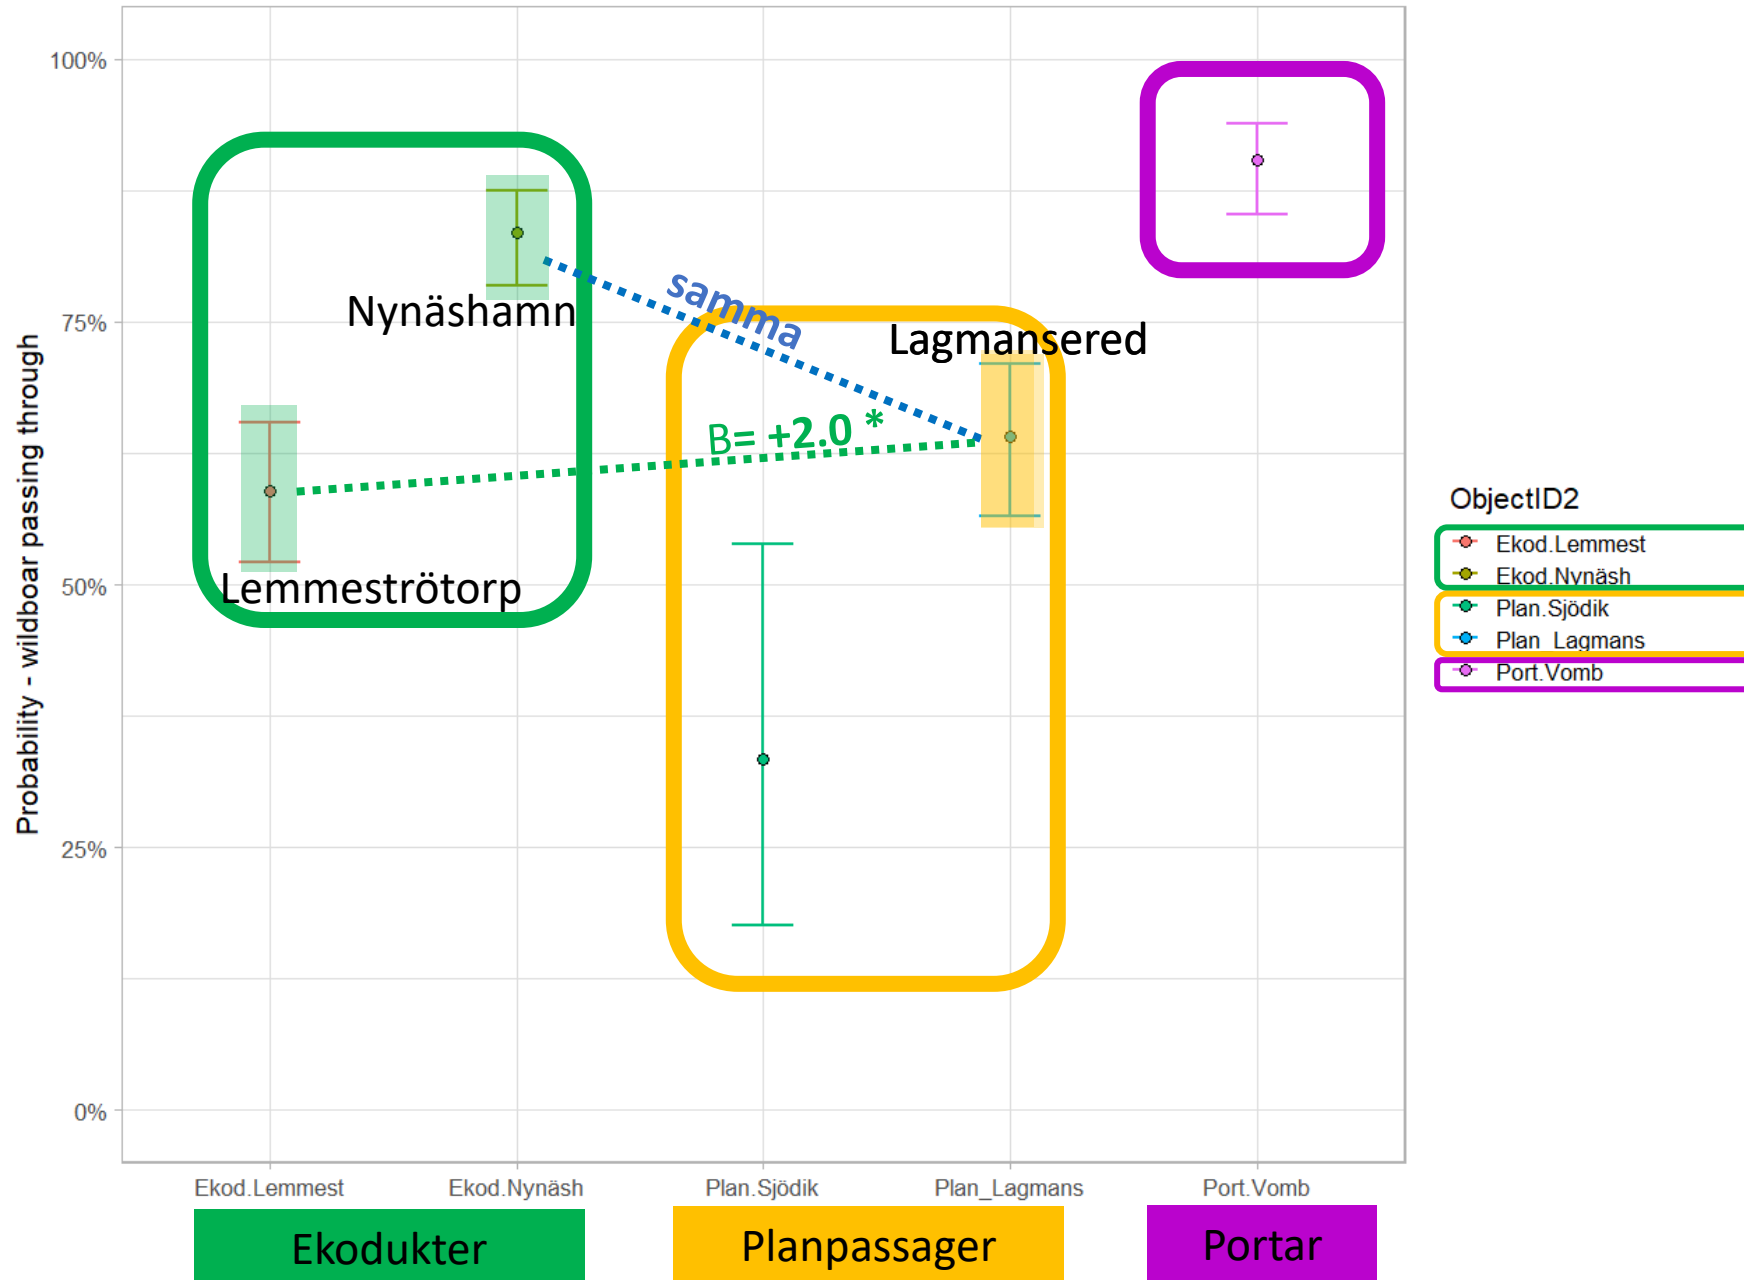 100%
75%
50%
25%
0%
Probability - wildboar passing through
Nynäshamn
Lemmeströtorp
samma
B= +2.0 *
Lagmansered
ObjectID2
Ekod.Lemmest
Ekod.Nynäsh
Plan.Sjödik
Plan_Lagmans
Port.Vomb
Ekod.Lemmest
Ekod.Nynäsh
Plan.Sjödik
Plan_Lagmans
Port.Vomb
Ekodukter
Planpassager
Portar